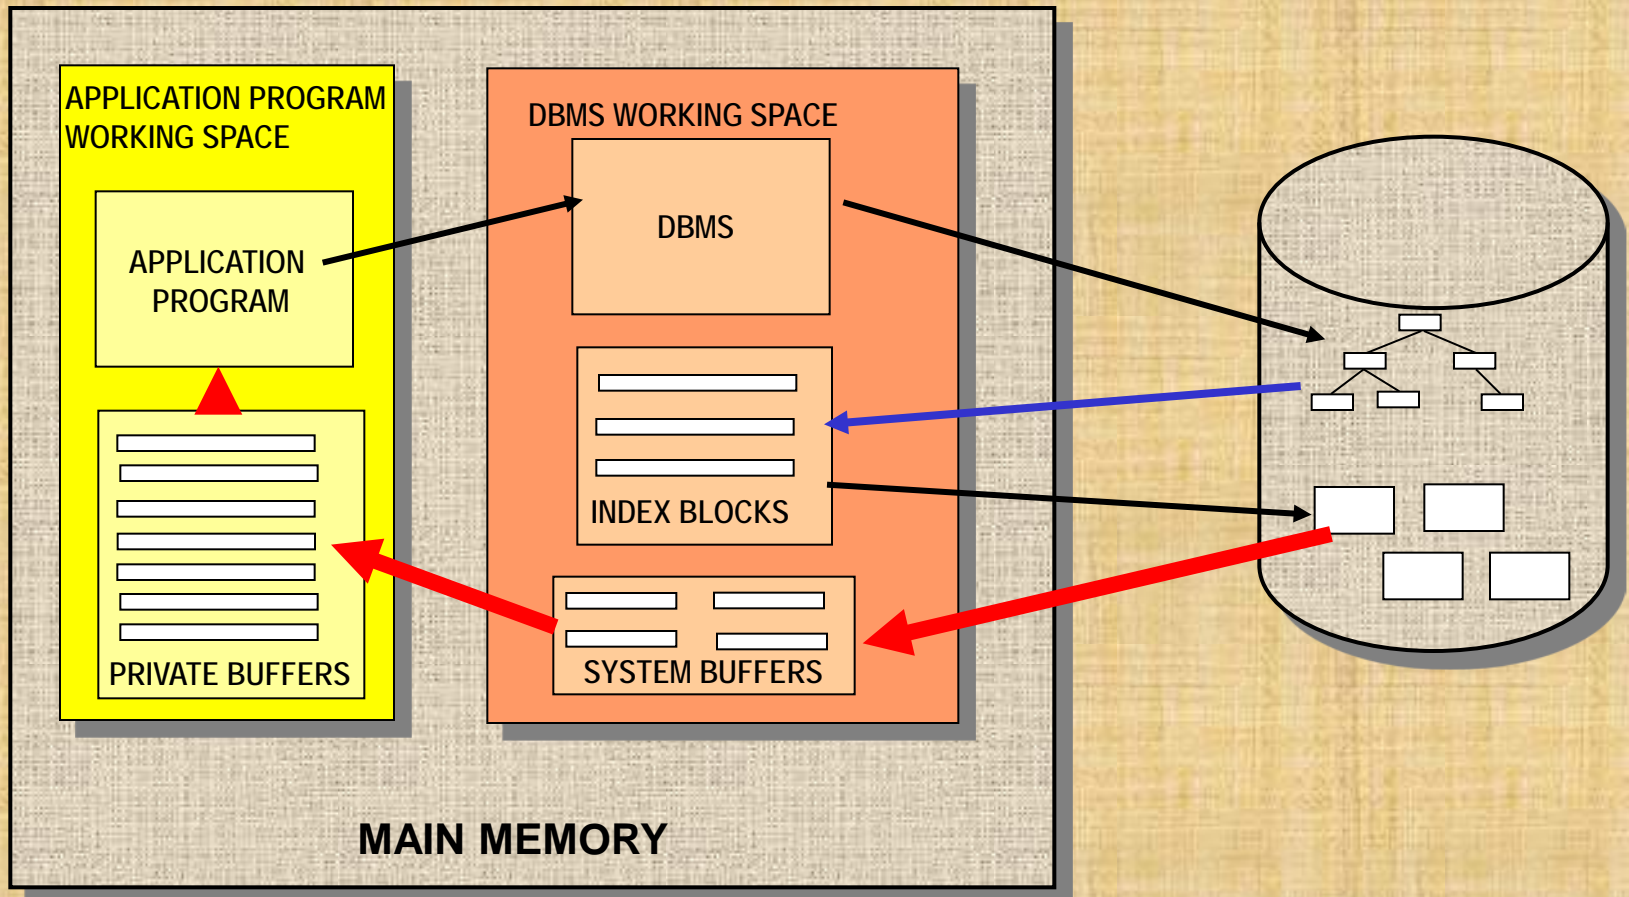 APPLICATION PROGRAM
WORKING SPACE
APPLICATION
PROGRAM
PRIVATE BUFFERS
DBMS WORKING SPACE
DBMS
INDEX BLOCKS
SYSTEM BUFFERS
MAIN MEMORY